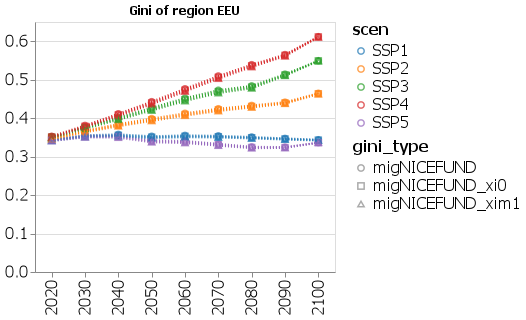 Gini of region EEU
0.6
0.5
0.4
0.3
0.2
0.1
0.0
2020
2030
2040
2050
2060
2070
2080
2090
2100
scen
SSP1
SSP2
SSP3
SSP4
SSP5
gini_type
migNICEFUND
migNICEFUND_xi0
migNICEFUND_xim1